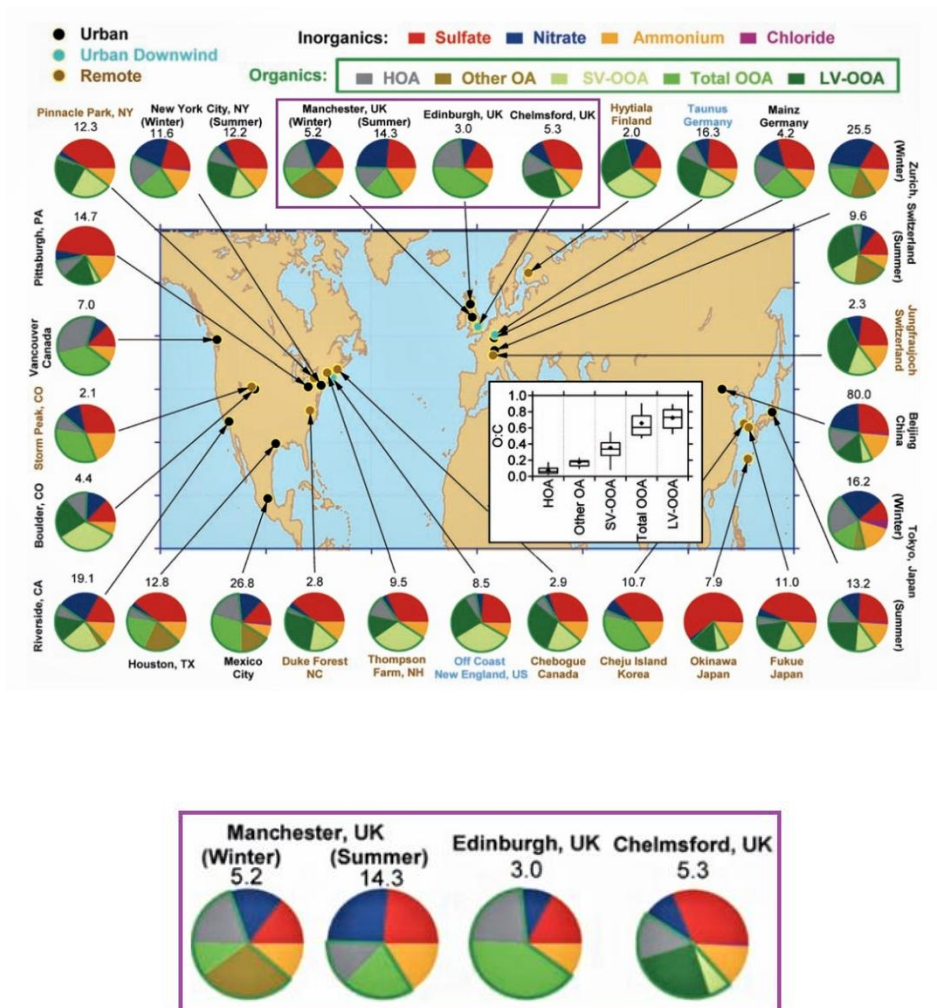 Urban
Urban Downwind
Remote
Inorganics: Sulfate Nitrate Ammonium Chloride
Organics: HOA Other OA SV-OOA Total OOA LV-OOA
Pinnacle Park, NY
12.3
New York City, NY
(Winter) (Summer)
11.6 12.2
Manchester, UK
(Winter) (Summer)
5.2 14.3
Edinburgh, UK
3.0
Chelmsford, UK
5.3
Hyytiala
Finland
2.0
Taunus
Germany
16.3
Mainz
Germany
4.2
25.5
Zurich, Switzerland
(Winter)
(Summer)
9.6
Pittsburgh, PA
14.7
Vancouver
Canada
7.0
Jungfraujoch
Switzerland
2.3
Storm Peak, CO
2.1
Beijing
China
80.0
Boulder, CO
4.4
Tokyo, Japan
(Winter)
(Summer)
16.2
13.2
O:C
1.0
0.8
0.6
0.4
0.2
0.0
HOA
Other OA
SV-OOA
Total OOA
LV-OOA
Riverside, CA
19.1
12.8
Houston, TX
26.8
Mexico
City
2.8
Duke Forest
NC
9.5
Thompson
Farm, NH
8.5
Off Coast
New England, US
2.9
Chebogue
Canada
10.7
Cheju Island
Korea
7.9
Okinawa
Japan
11.0
Fukue
Japan
Manchester, UK
(Winter) (Summer)
5.2 14.3
Edinburgh, UK
3.0
Chelmsford, UK
5.3